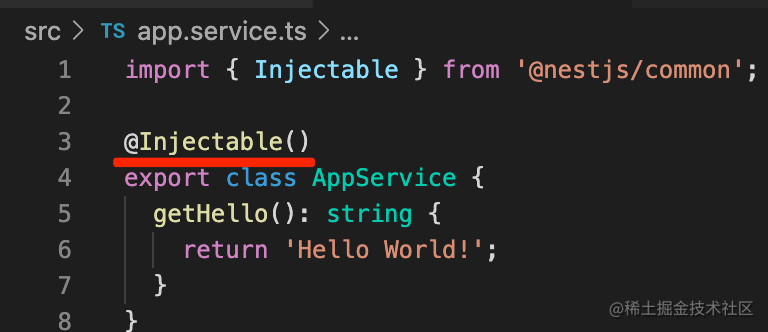 src > TS app.service.ts > ...
1 import { Injectable } from '@nestjs/common';
2
3 @Injectable()
4 export class AppService {
5   getHello(): string {
6     return 'Hello World!';
7   }
8 }
@稀土掘金技术社区